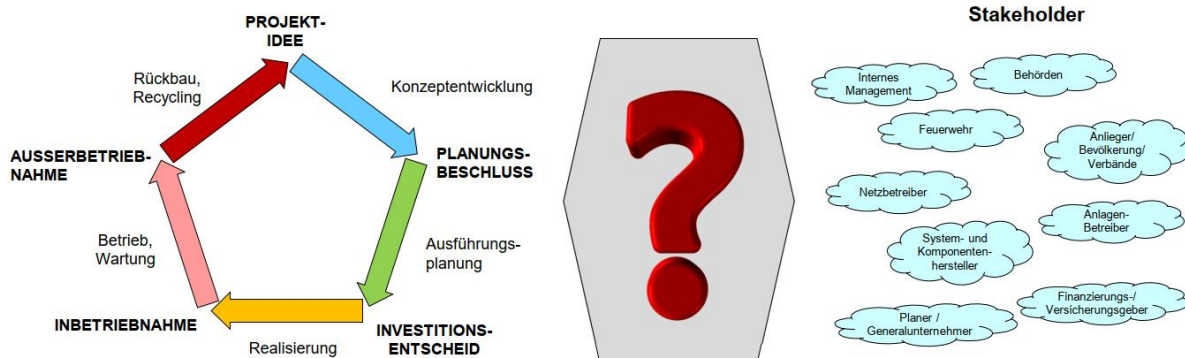 PROJEKT-
IDEE
Rückbau,
Recycling
Konzeptentwicklung
AUSSERBETRIEB-
NAHME
PLANUNGS-
BESCHLUSS
Betrieb,
Wartung
Ausführungs-
planung
INBETRIEBNAHME
Realisierung
INVESTITIONS-
ENTSCHEID
?
Stakeholder
Internes
Management
Behörden
Feuerwehr
Anlieger/
Bevölkerung/
Verbände
Netzbetreiber
Anlagen-
Betreiber
System- und
Komponenten-
hersteller
Finanzierungs-/
Versicherungsgeber
Planer /
Generalunternehmer